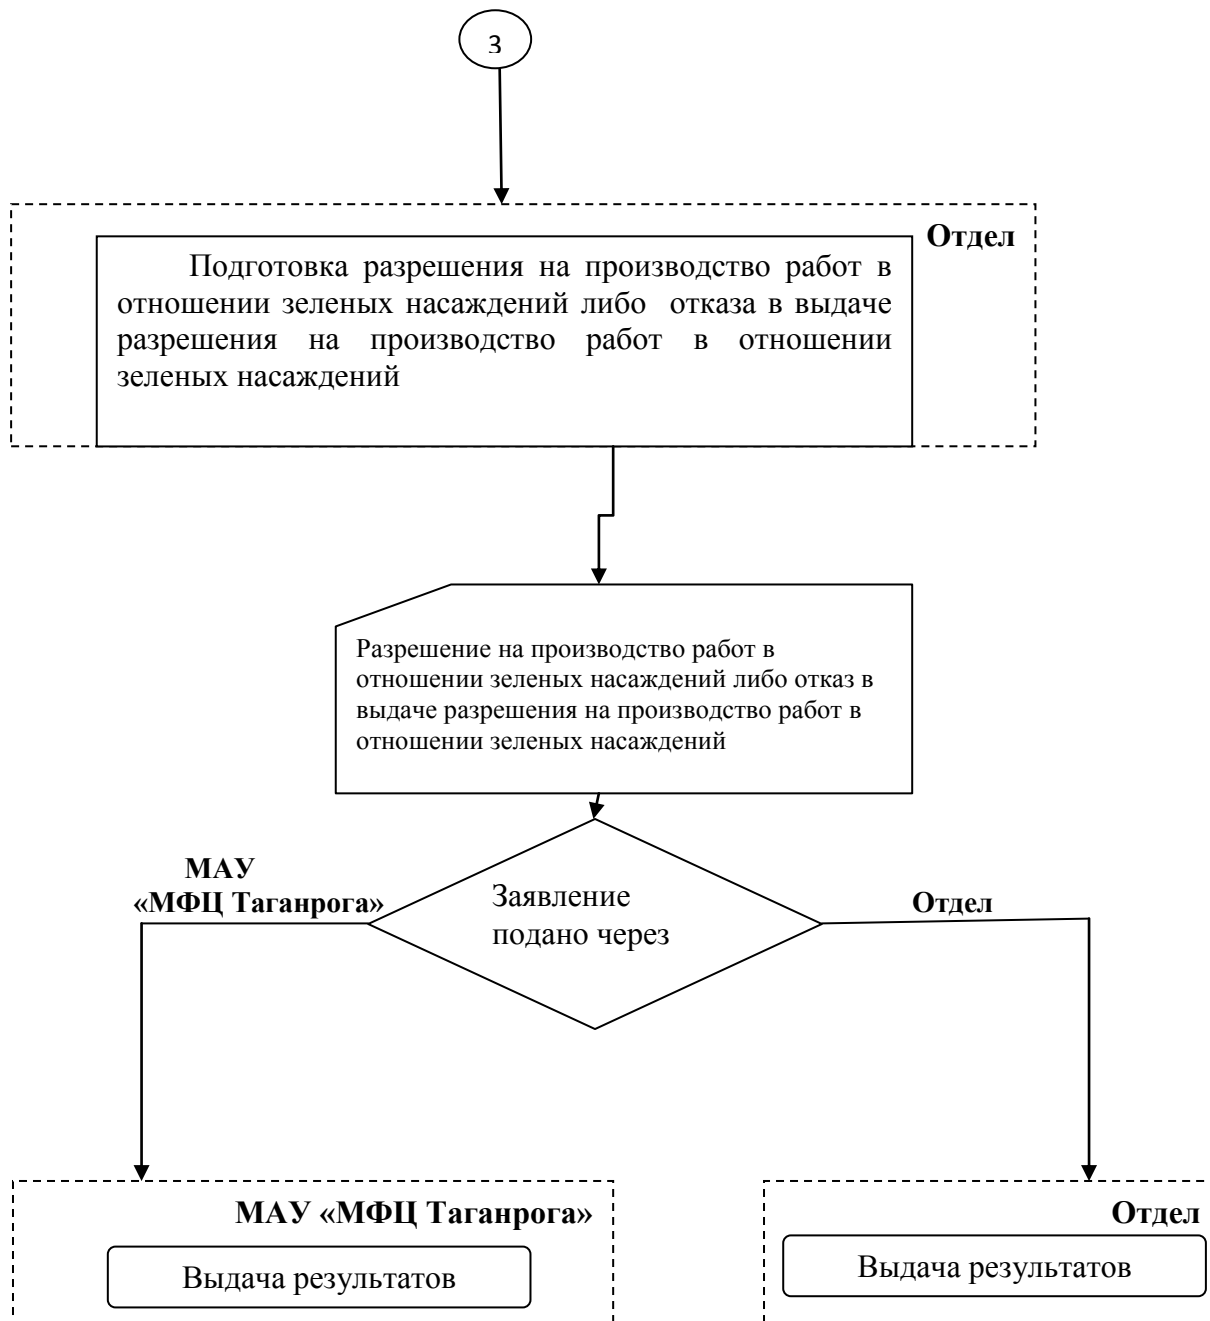 3
Отдел
Подготовка разрешения на производство работ в
отношении зеленых насаждений либо отказа в выдаче
разрешения на производство работ в отношении
зеленых насаждений
Разрешение на производство работ в
отношении зеленых насаждений либо отказ в
выдаче разрешения на производство работ в
отношении зеленых насаждений
МАУ
«МФЦ Таганрога»
Заявление
подано через
Отдел
МАУ «МФЦ Таганрога»
Выдача результатов
Отдел
Выдача результатов